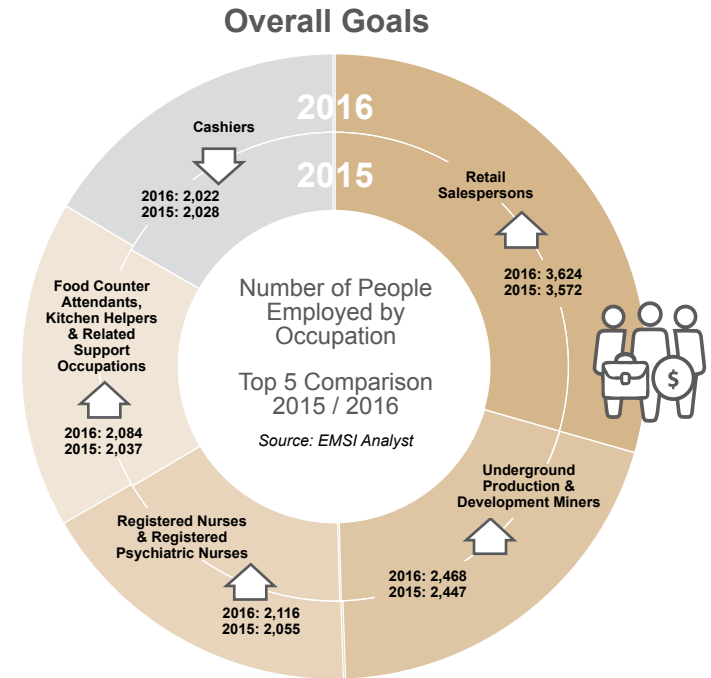 Overall Goals
2016
2015
Retail
Salespersons
2016: 3,624
2015: 3,572
$
Underground
Production &
Development Miners
2016: 2,468
2015: 2,447
Registered Nurses
& Registered
Psychiatric Nurses
2016: 2,116
2015: 2,055
Food Counter
Attendants,
Kitchen Helpers
& Related
Support
Occupations
2016: 2,084
2015: 2,037
Cashiers
2016: 2,022
2015: 2,028
Number of People
Employed by
Occupation
Top 5 Comparison
2015 / 2016
Source: EMSI Analyst